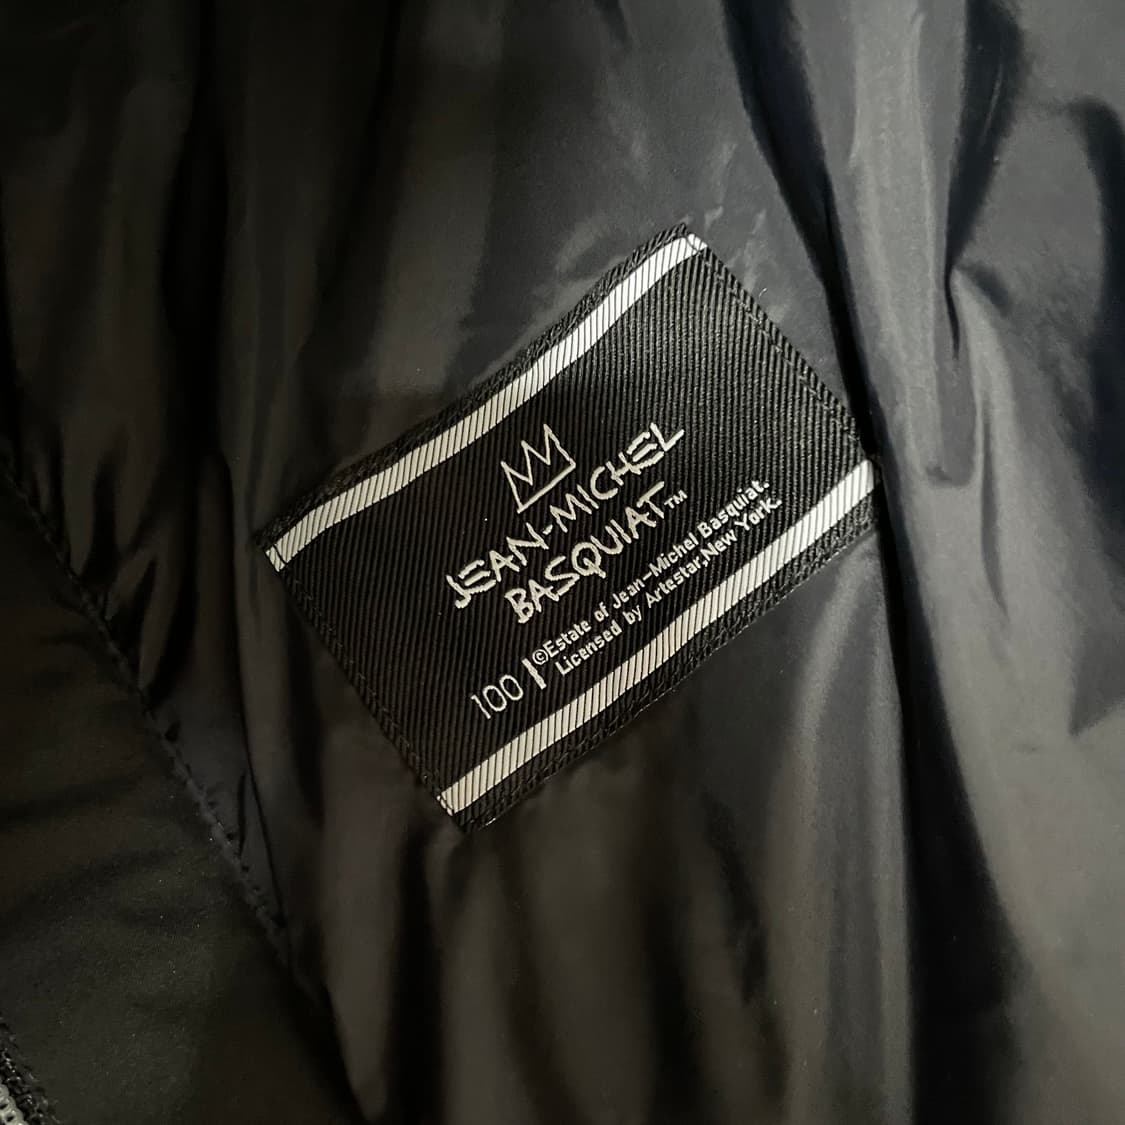 JEAN-MICHEL
BASQUIAT™
100
©Estate of Jean-Michel Basquiat.
Licensed by Artestar,New York.